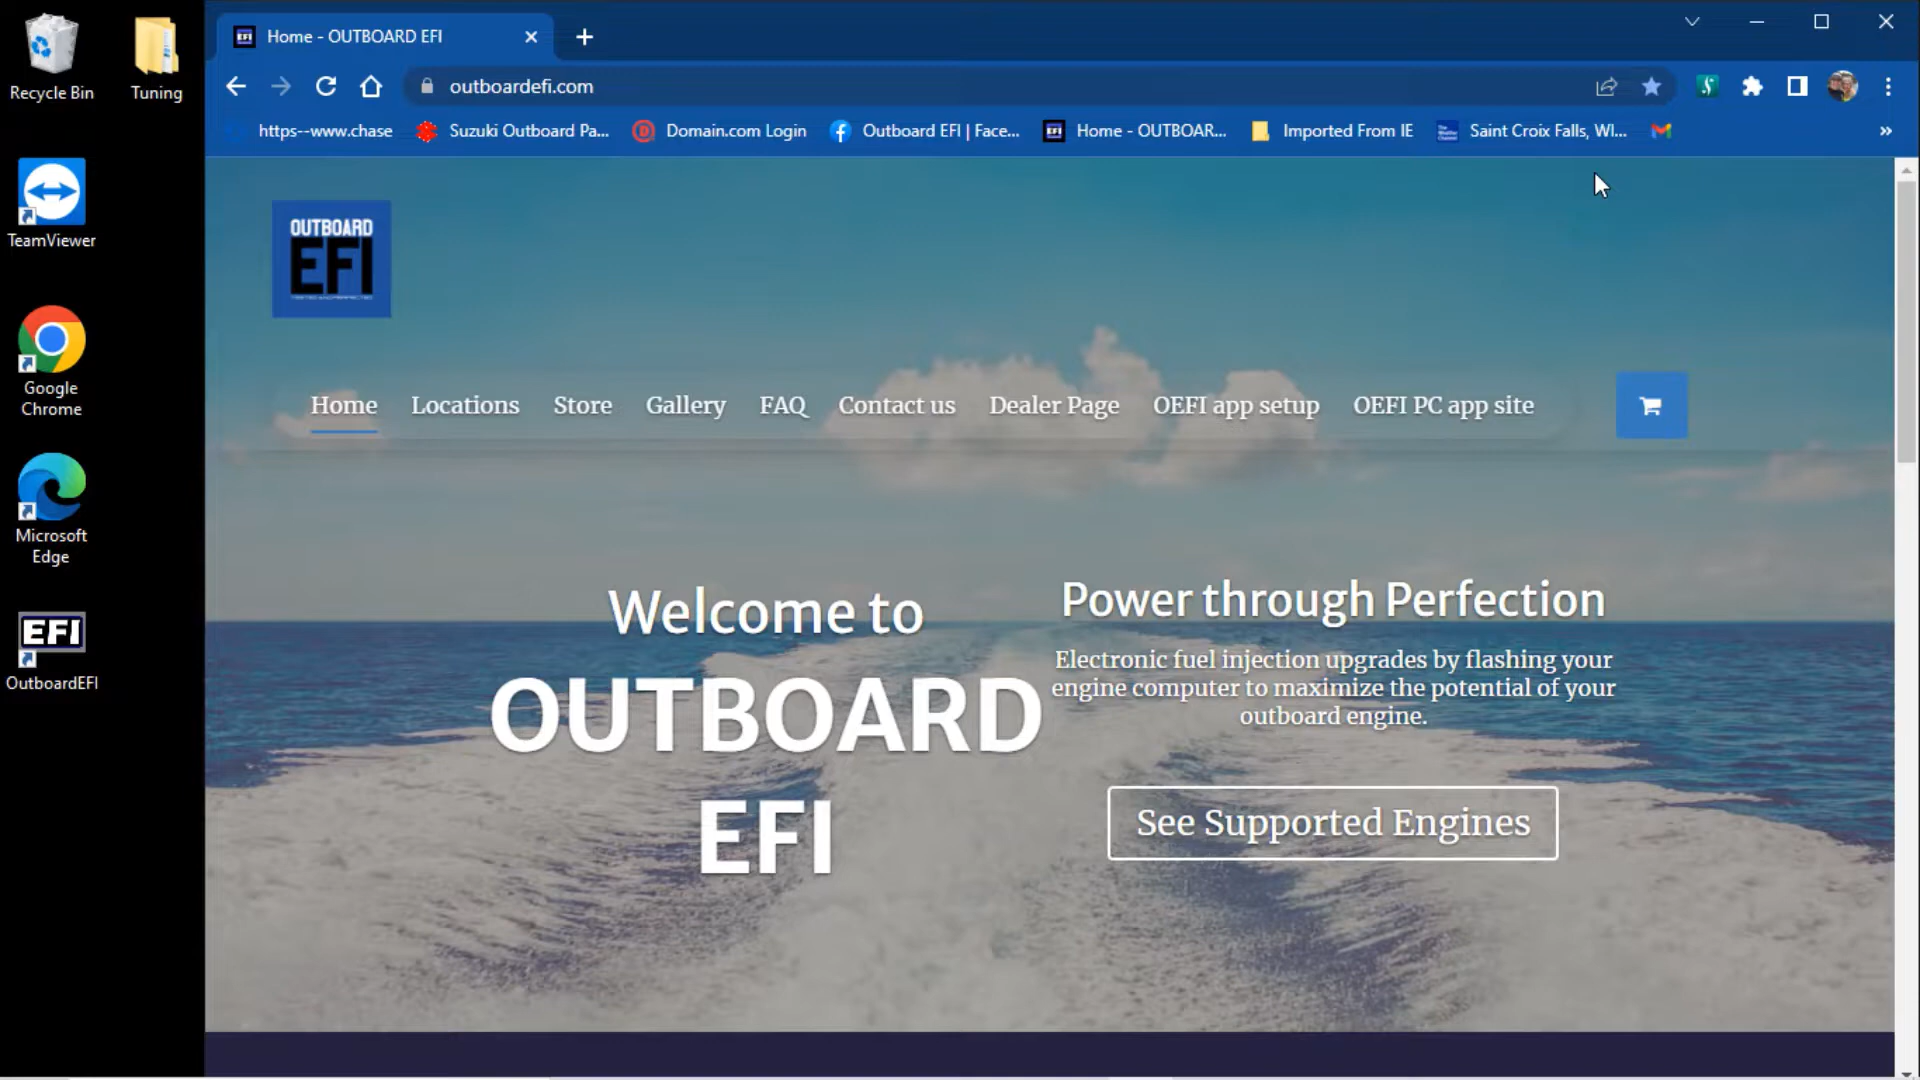 Recycle Bin
Tuning
TeamViewer
Google
Chrome
Microsoft
Edge
EFI
OutboardEFI
Home - OUTBOARD EFI
outboardefi.com
https--www.chase
Suzuki Outboard Pa...
Domain.com Login
Outboard EFI | Face...
Home - OUTBOAR...
Imported From IE
Saint Croix Falls, WI...
OUTBOARD
EFI
Home
Locations
Store
Gallery
FAQ
Contact us
Dealer Page
OEFI app setup
OEFI PC app site
Welcome to
OUTBOARD
EFI
Power through Perfection
Electronic fuel injection upgrades by flashing your
engine computer to maximize the potential of your
outboard engine.
See Supported Engines